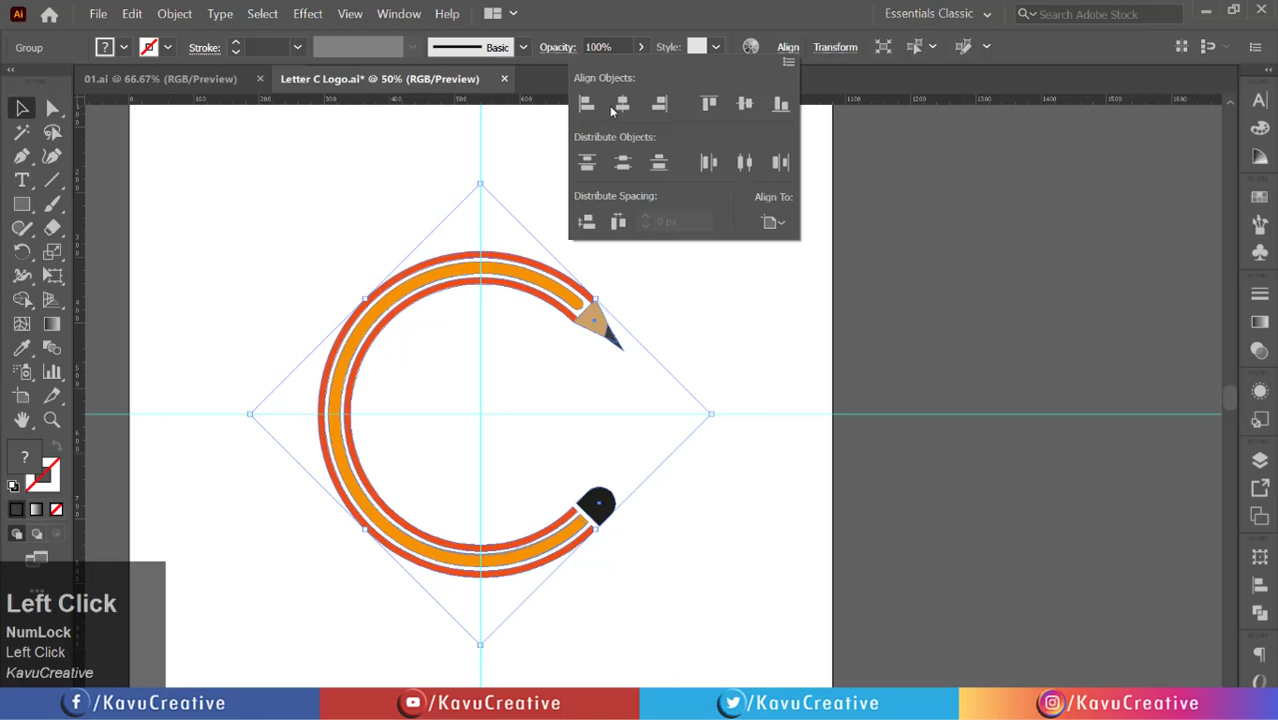 Ai File Edit Object Type Select Effect View Window Help Essentials Classic Search Adobe Stock
Group ? Stroke: Basic Opacity: 100% Style: Align Transform
01.ai @ 66.67% (RGB/Preview) × Letter C Logo.ai* @ 50% (RGB/Preview) ×
Align Objects:
Distribute Objects:
Distribute Spacing: Align To:
0 px
?
Left Click
NumLock
Left Click
KavuCreative
/KavuCreative /KavuCreative /KavuCreative /KavuCreative